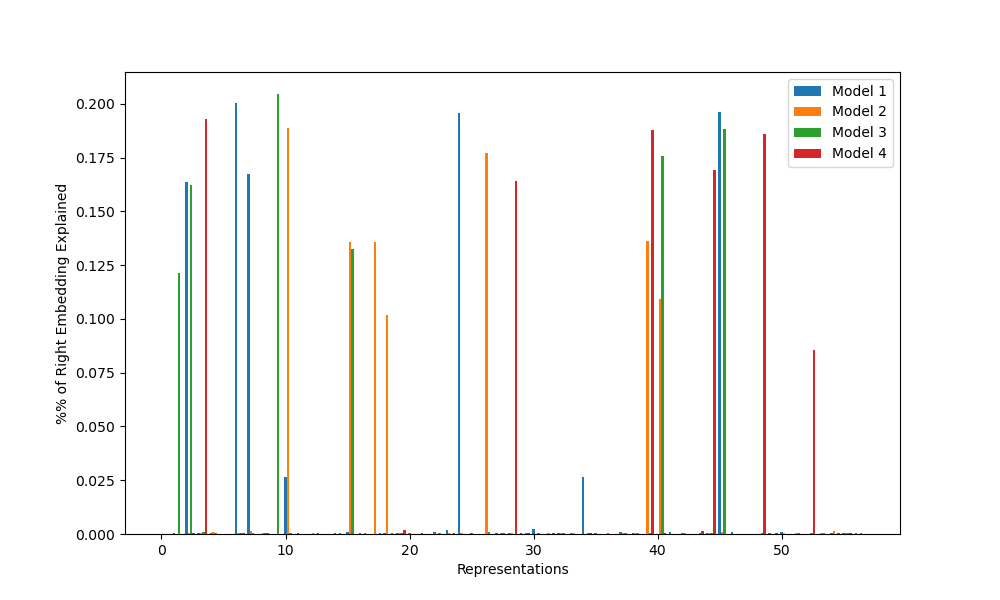 0.200
0.175
0.150
0.125
0.100
0.075
0.050
0.025
0.000
%% of Right Embedding Explained
0 10 20 30 40 50
Representations
Model 1
Model 2
Model 3
Model 4